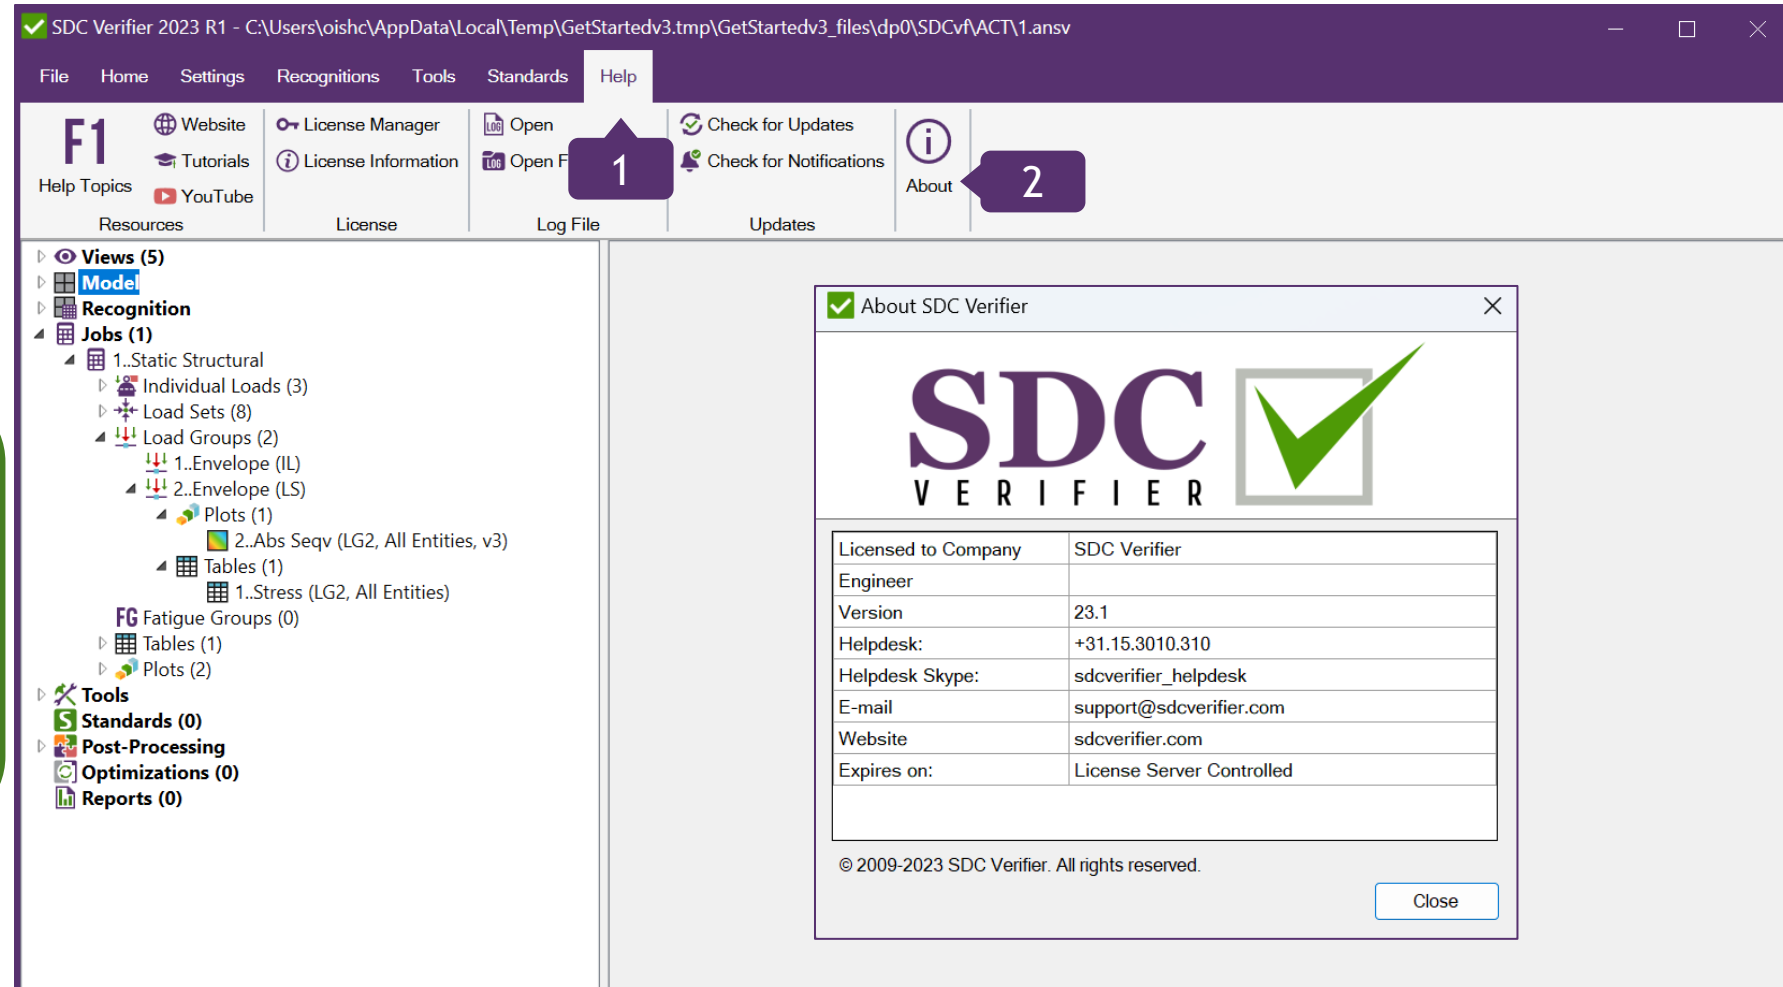 SDC Verifier 2023 R1 - C:\Users\oishc\AppData\Local\Temp\GetStartedv3.tmp\GetStartedv3_files\dp0\SDCvf\ACT\1.ansv
File Home Settings Recognitions Tools Standards Help
F1
Help Topics
Website
Tutorials
YouTube
Resources
License Manager
License Information
License
LOG Open
LOG Open F
Log File
1
Check for Updates
Check for Notifications
Updates
About
2
Views (5)
Model
Recognition
Jobs (1)
1..Static Structural
Individual Loads (3)
Load Sets (8)
Load Groups (2)
1..Envelope (IL)
2..Envelope (LS)
Plots (1)
2..Abs Seqv (LG2, All Entities, v3)
Tables (1)
1..Stress (LG2, All Entities)
FG Fatigue Groups (0)
Tables (1)
Plots (2)
Tools
S Standards (0)
Post-Processing
Optimizations (0)
Reports (0)
About SDC Verifier
SDC
VERIFIER
Licensed to Company SDC Verifier
Engineer
Version 23.1
Helpdesk: +31.15.3010.310
Helpdesk Skype: sdcverifier_helpdesk
E-mail support@sdcverifier.com
Website sdcverifier.com
Expires on: License Server Controlled
© 2009-2023 SDC Verifier. All rights reserved.
Close